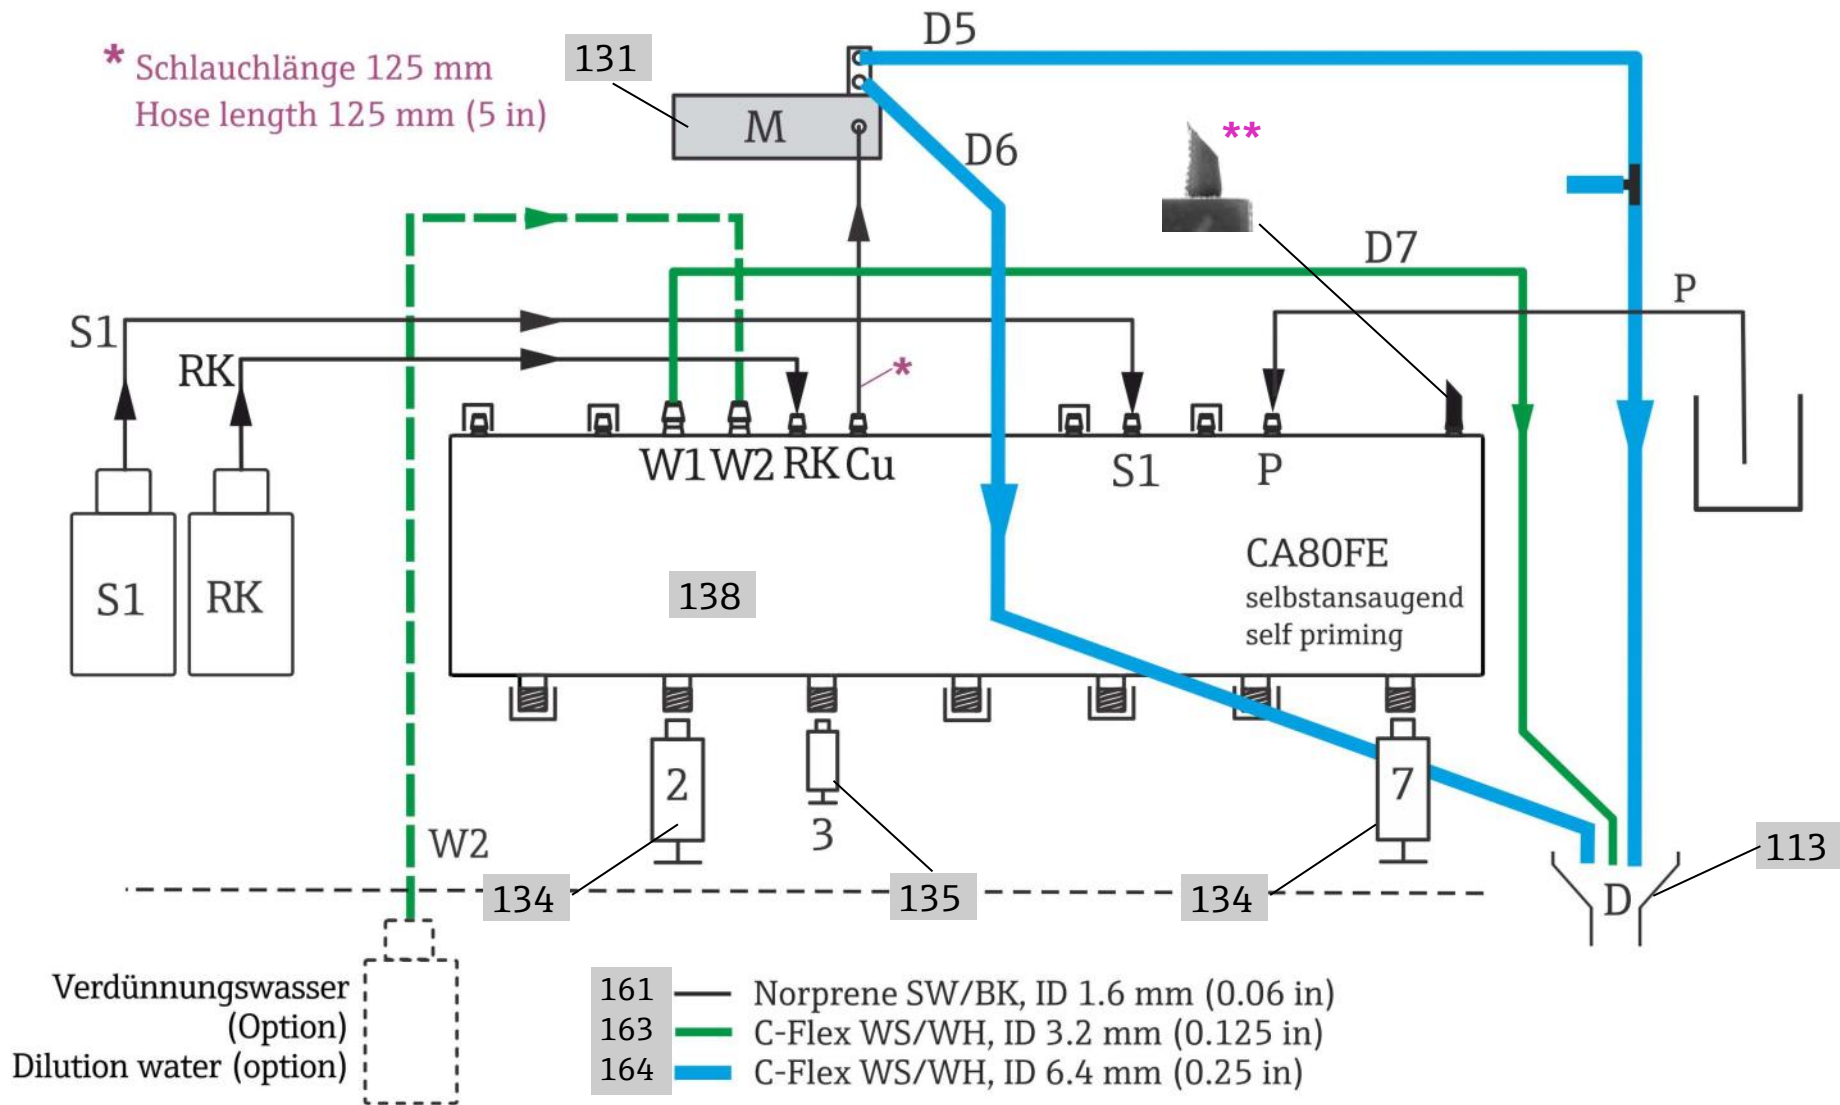 D5
* Schlauchlänge 125 mm
Hose length 125 mm (5 in)
131
M
D6
**
D7
P
S1
RK
*
W1 W2 RK Cu
S1
P
S1
RK
138
CA80FE
selbstansaugend
self priming
2
3
7
W2
134
135
134
113
D
Verdünnungswasser
(Option)
Dilution water (option)
161 Norprene SW/BK, ID 1.6 mm (0.06 in)
163 C-Flex WS/WH, ID 3.2 mm (0.125 in)
164 C-Flex WS/WH, ID 6.4 mm (0.25 in)